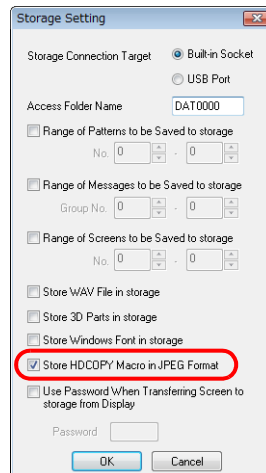 Storage Setting
Storage Connection Target
Built-in Socket
USB Port
Access Folder Name
DAT0000
Range of Patterns to be Saved to storage
No. 0 - 0
Range of Messages to be Saved to storage
Group No. 0 - 0
Range of Screens to be Saved to storage
No. 0 - 0
Store WAV File in storage
Store 3D Parts in storage
Store Windows Font in storage
Store HDCOPY Macro in JPEG Format
Use Password When Transferring Screen to
storage from Display
Password
OK Cancel